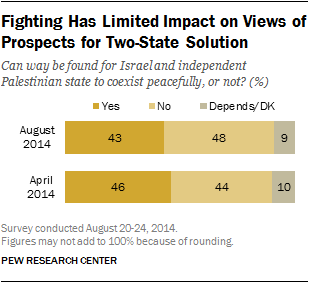 Fighting Has Limited Impact on Views of
Prospects for Two-State Solution
Can way be found for Israel and independent
Palestinian state to coexist peacefully, or not? (%)
Yes No Depends/DK
August
2014
43 48 9
April
2014
46 44 10
Survey conducted August 20-24, 2014.
Figures may not add to 100% because of rounding.
PEW RESEARCH CENTER